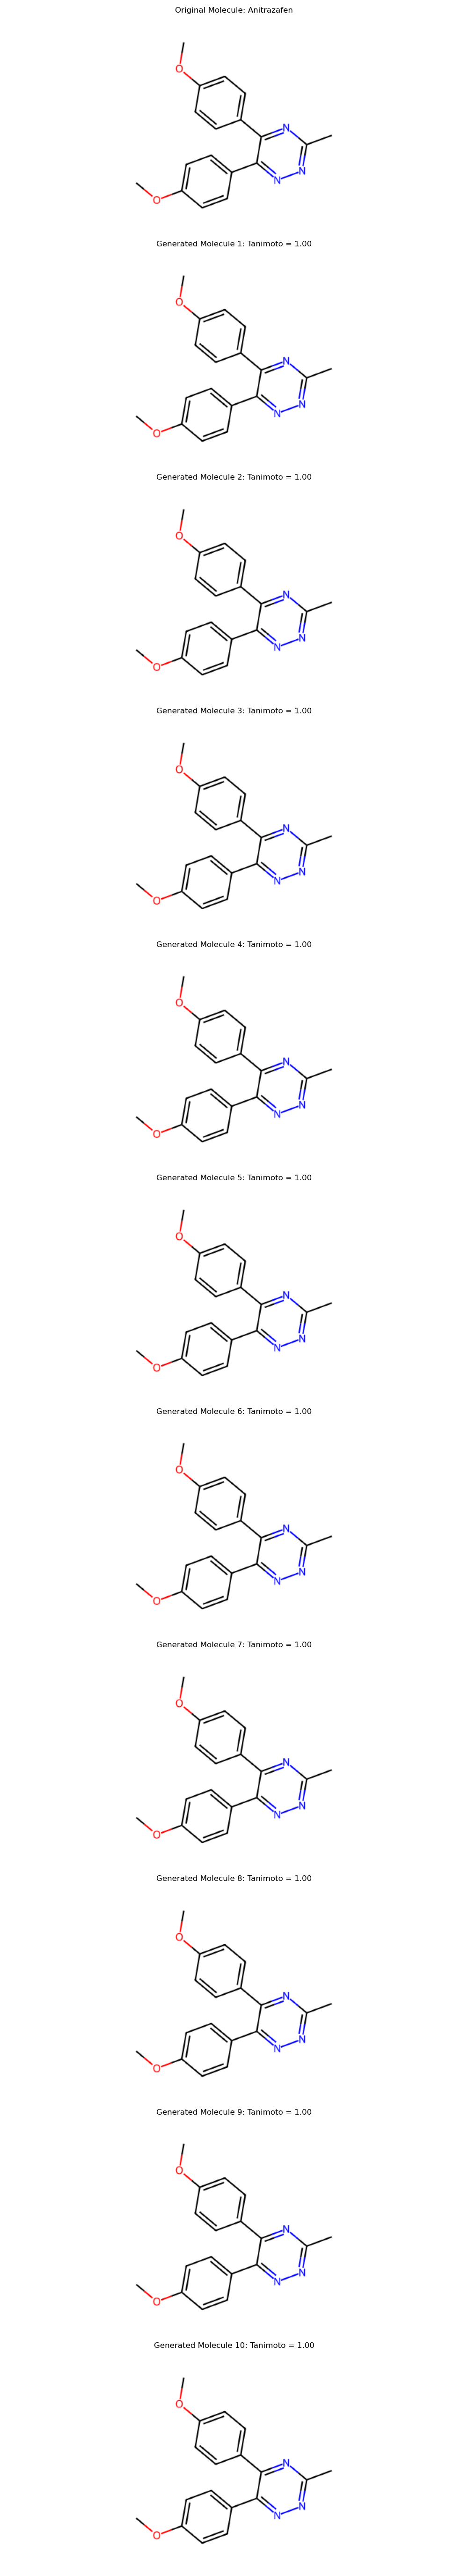 Original Molecule: Anitrazafen
O
N
N
N
O
Generated Molecule 1: Tanimoto = 1.00
O
N
N
N
O
Generated Molecule 2: Tanimoto = 1.00
O
N
N
N
O
Generated Molecule 3: Tanimoto = 1.00
O
N
N
N
O
Generated Molecule 4: Tanimoto = 1.00
O
N
N
N
O
Generated Molecule 5: Tanimoto = 1.00
O
N
N
N
O
Generated Molecule 6: Tanimoto = 1.00
O
N
N
N
O
Generated Molecule 7: Tanimoto = 1.00
O
N
N
N
O
Generated Molecule 8: Tanimoto = 1.00
O
N
N
N
O
Generated Molecule 9: Tanimoto = 1.00
O
N
N
N
O
Generated Molecule 10: Tanimoto = 1.00
O
N
N
N
O